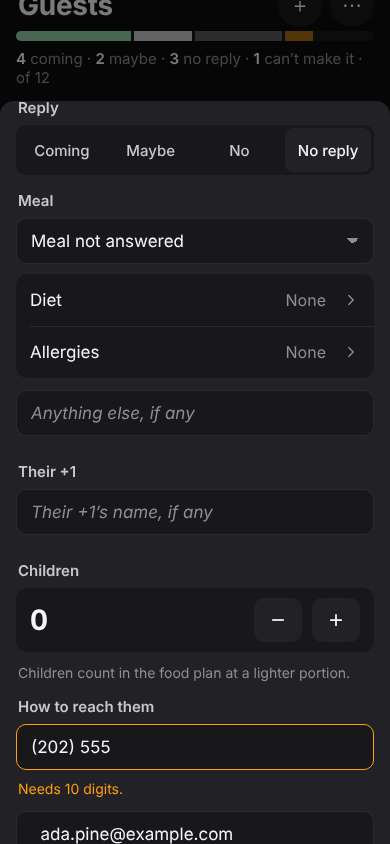 Guests
4 coming · 2 maybe · 3 no reply · 1 can't make it ·
of 12
Reply
Coming Maybe No No reply
Meal
Meal not answered
Diet None
Allergies None
Anything else, if any
Their +1
Their +1's name, if any
Children
0
Children count in the food plan at a lighter portion.
How to reach them
(202) 555
Needs 10 digits.
ada.pine@example.com